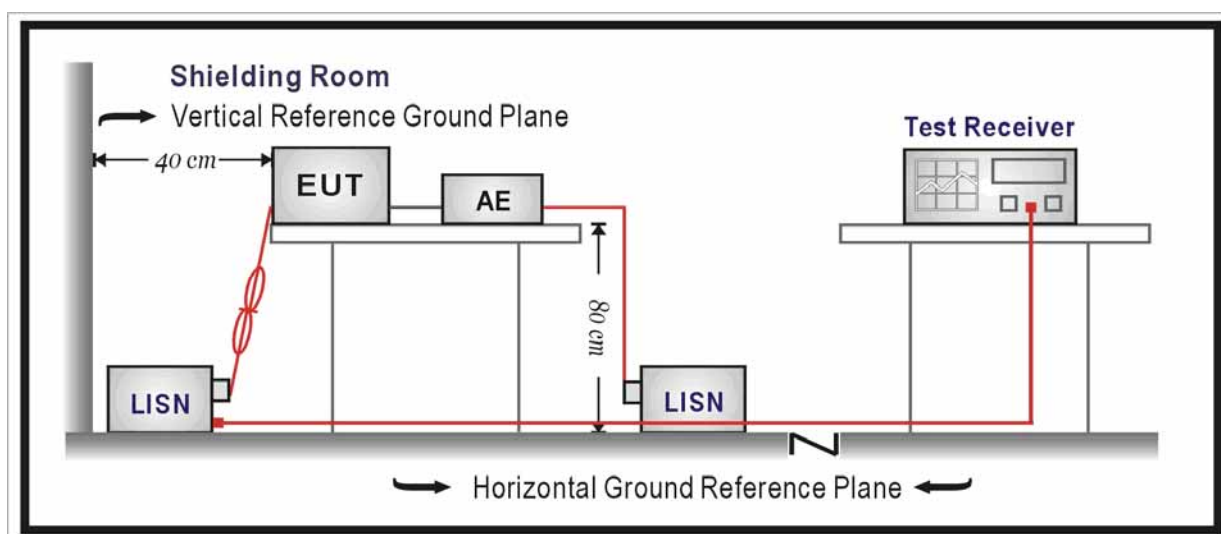 Shielding Room
Vertical Reference Ground Plane
40 cm
EUT
AE
Test Receiver
80 cm
LISN
LISN
Horizontal Ground Reference Plane